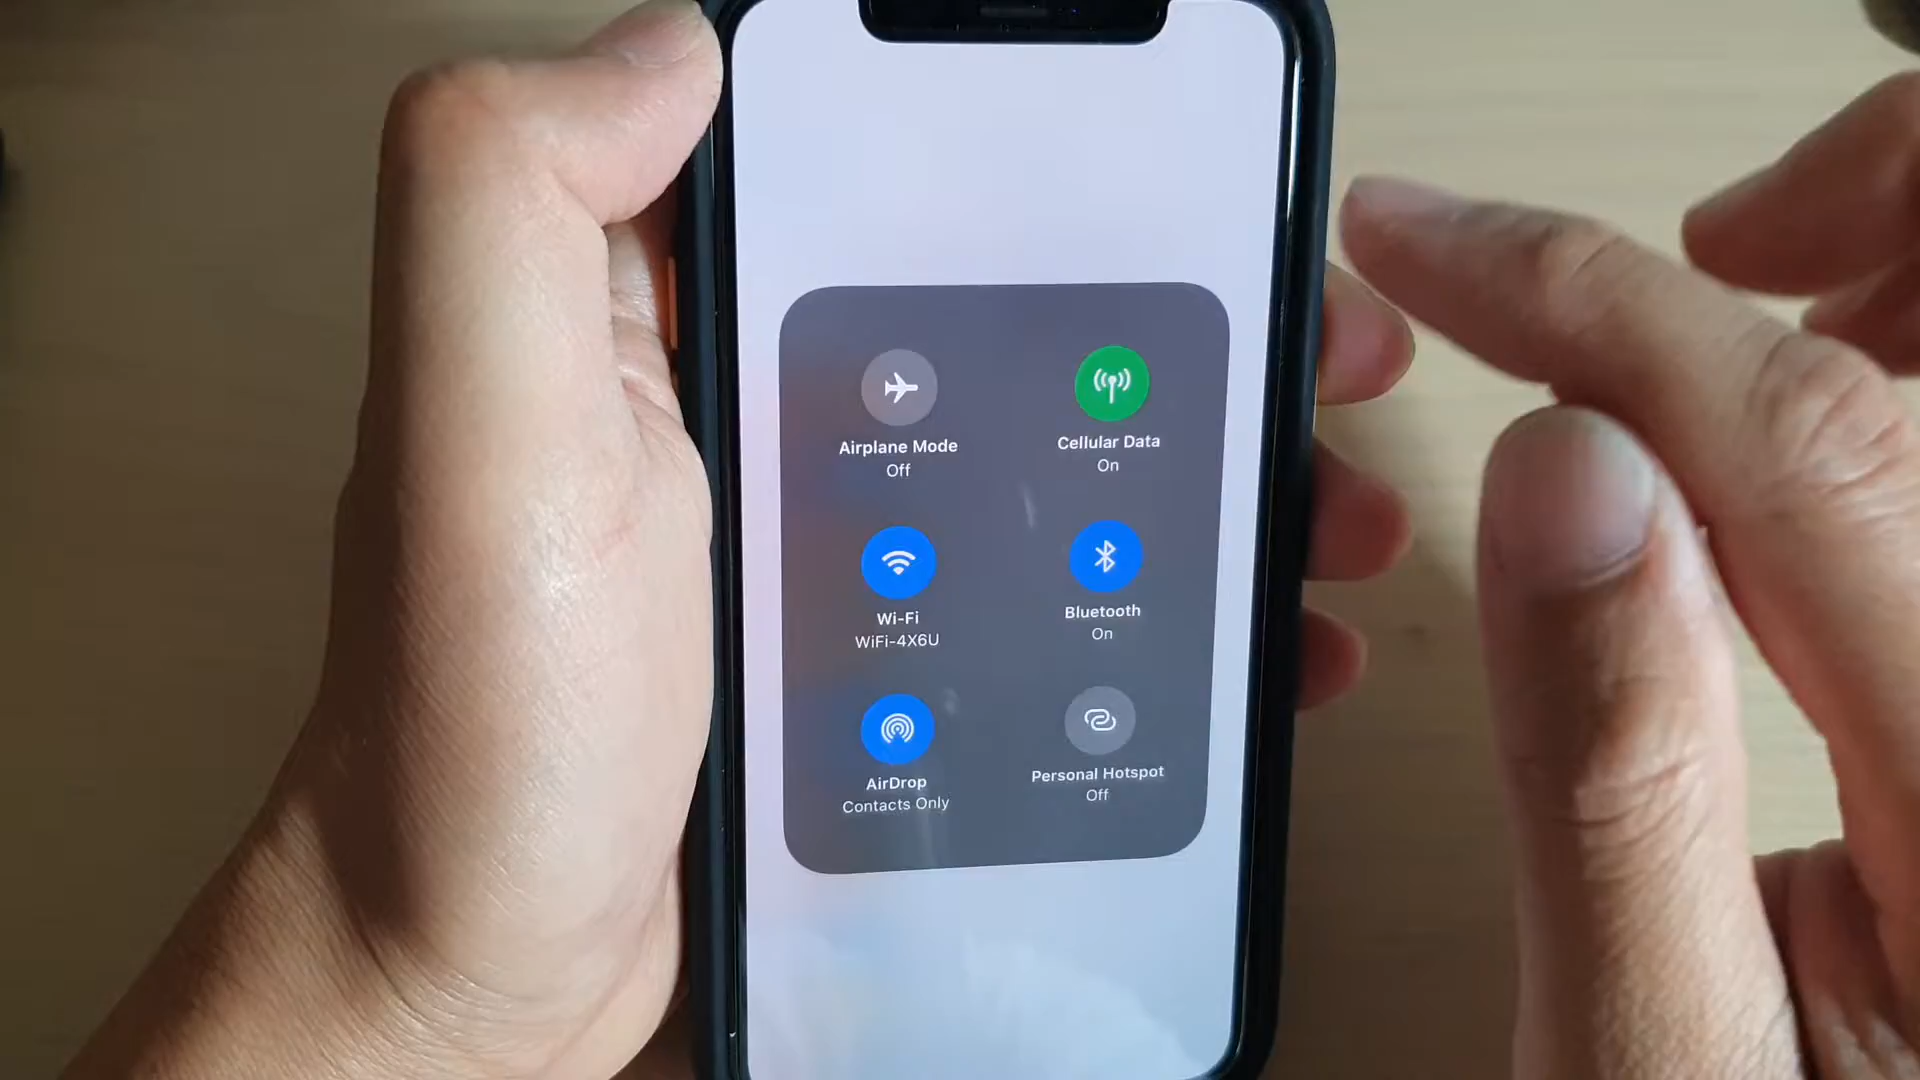 Airplane Mode
Off
Cellular Data
On
Wi-Fi
WiFi-4X6U
Bluetooth
On
AirDrop
Contacts Only
Personal Hotspot
Off